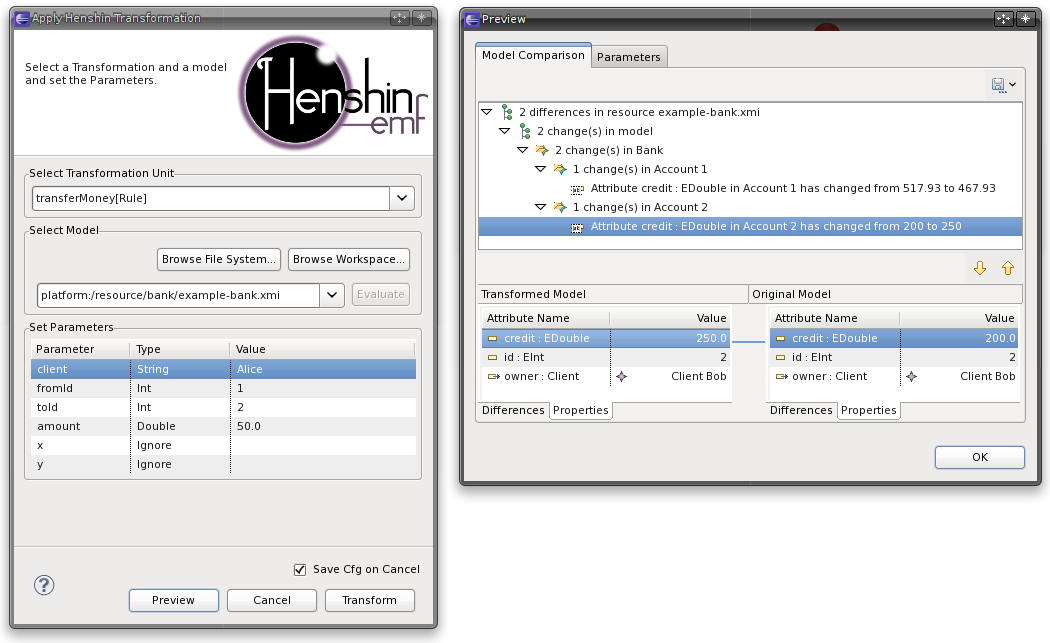 Apply Henshin Transformation
Select a Transformation and a model
and set the Parameters.
Henshin
emf
Select Transformation Unit
transferMoney[Rule]
Select Model
Browse File System...
Browse Workspace...
platform:/resource/bank/example-bank.xmi
Evaluate
Set Parameters
Parameter Type Value
client String Alice
fromId Int 1
toId Int 2
amount Double 50.0
x Ignore
y Ignore
Save Cfg on Cancel
?
Preview
Cancel
Transform
Preview
Model Comparison
Parameters
2 differences in resource example-bank.xmi
2 change(s) in model
2 change(s) in Bank
1 change(s) in Account 1
Attribute credit : EDouble in Account 1 has changed from 517.93 to 467.93
1 change(s) in Account 2
Attribute credit : EDouble in Account 2 has changed from 200 to 250
Transformed Model
Attribute Name Value
credit : EDouble 250.0
id : EInt 2
owner : Client Client Bob
Differences Properties
Original Model
Attribute Name Value
credit : EDouble 200.0
id : EInt 2
owner : Client Client Bob
Differences Properties
OK